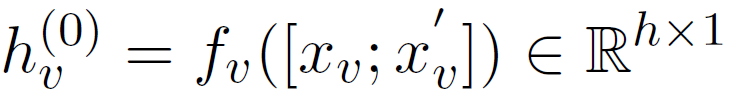 $h_v^{(0)} = f_v([x_v; x_v^{'}]) \in \mathbb{R}^{h \times 1}$